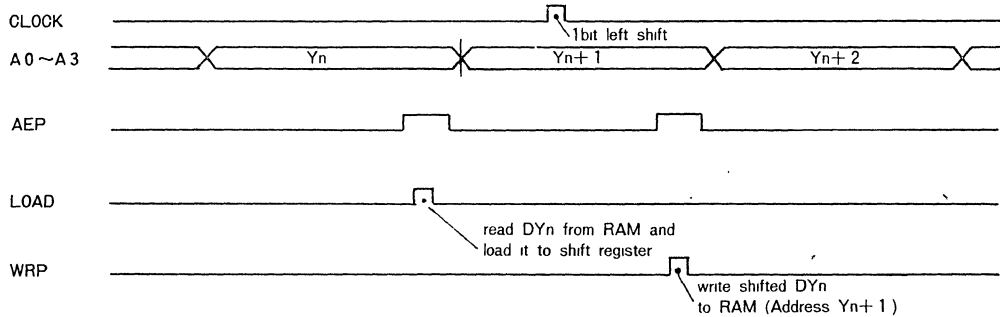 CLOCK
1bit left shift
A0~A3
Yn
Yn+1
Yn+2
AEP
LOAD
read DYn from RAM and
load it to shift register
WRP
write shifted DYn
to RAM (Address Yn+1)